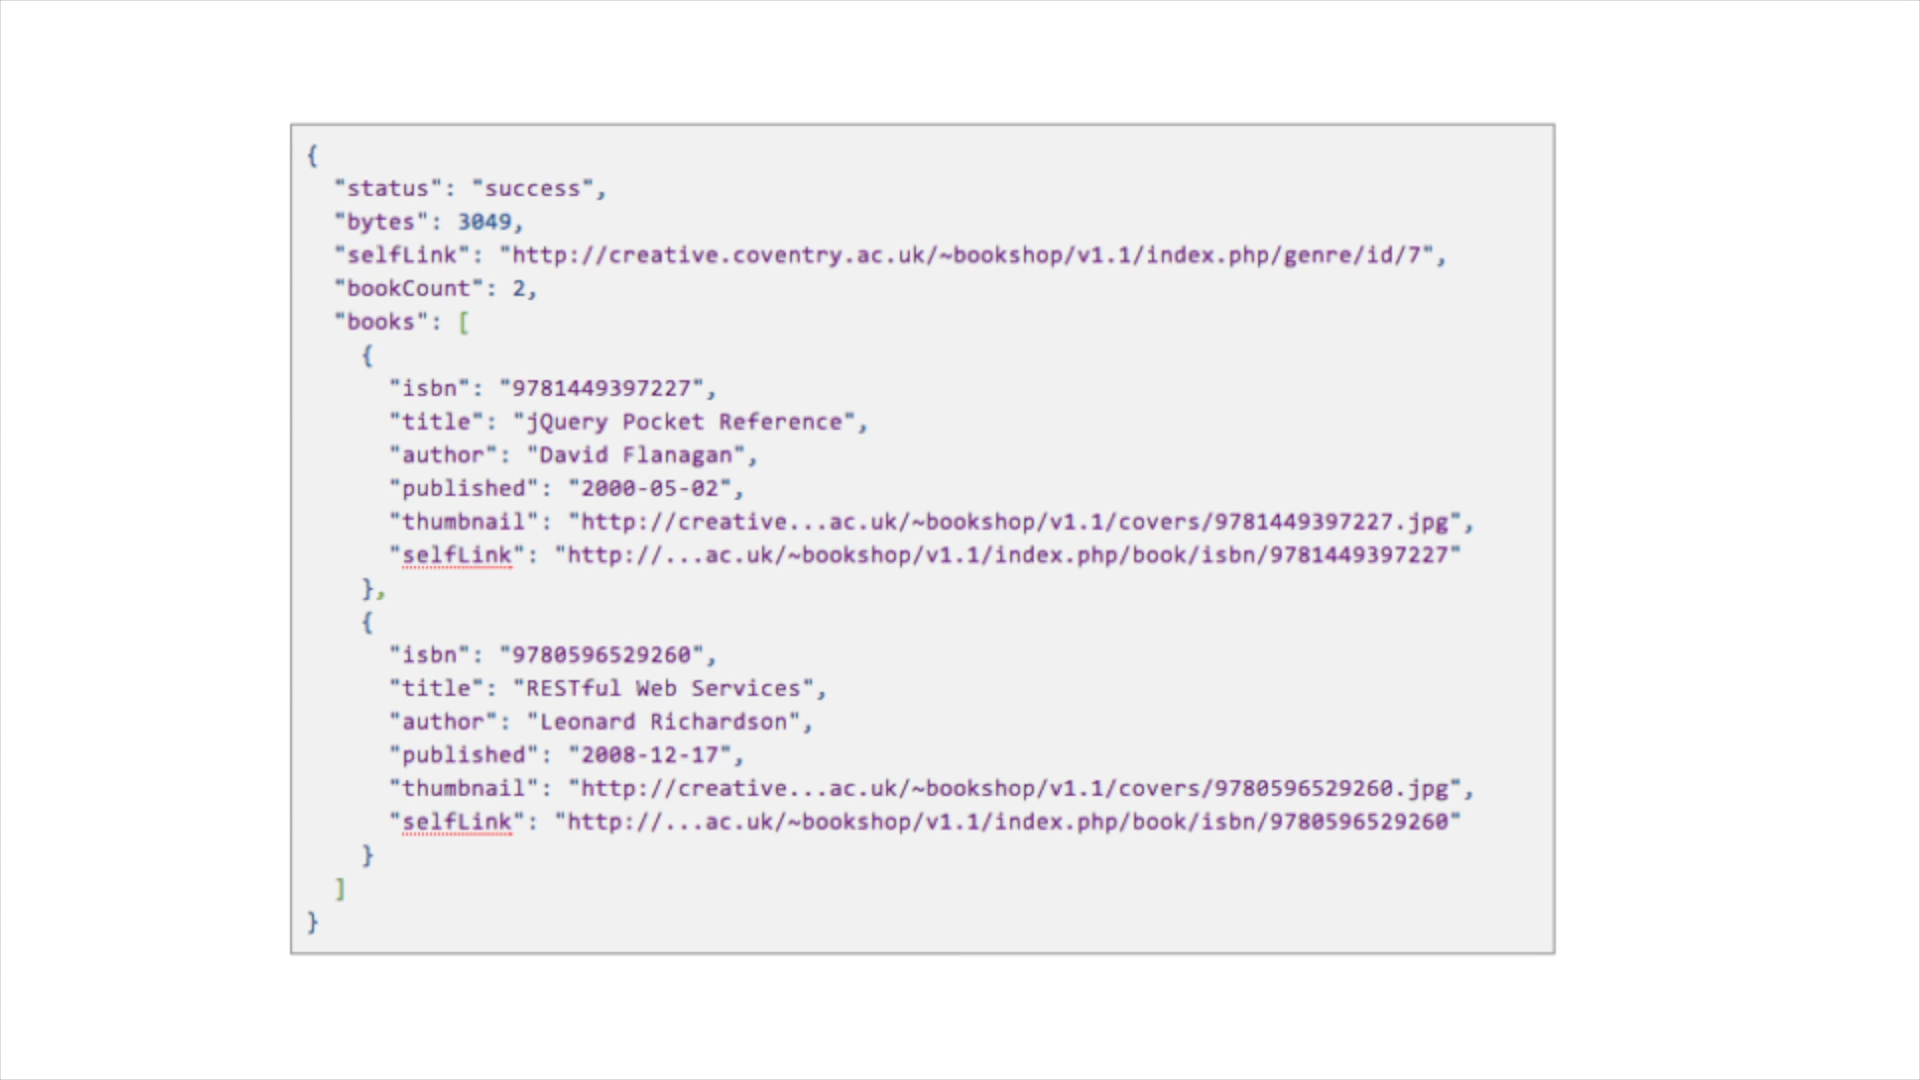 {
"status": "success",
"bytes": 3049,
"selfLink": "http://creative.coventry.ac.uk/~bookshop/v1.1/index.php/genre/id/7",
"bookCount": 2,
"books": [
{
"isbn": "9781449397227",
"title": "jQuery Pocket Reference",
"author": "David Flanagan",
"published": "2000-05-02",
"thumbnail": "http://creative...ac.uk/~bookshop/v1.1/covers/9781449397227.jpg",
"selfLink": "http://...ac.uk/~bookshop/v1.1/index.php/book/isbn/9781449397227"
},
{
"isbn": "9780596529260",
"title": "RESTful Web Services",
"author": "Leonard Richardson",
"published": "2008-12-17",
"thumbnail": "http://creative...ac.uk/~bookshop/v1.1/covers/9780596529260.jpg",
"selfLink": "http://...ac.uk/~bookshop/v1.1/index.php/book/isbn/9780596529260"
}
]
}